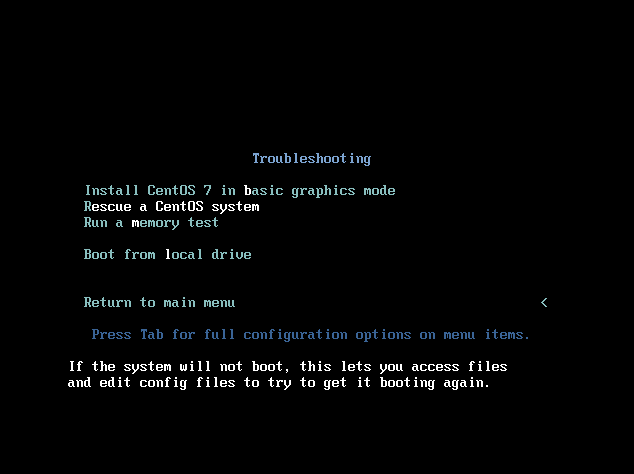 Troubleshooting
Install CentOS 7 in basic graphics mode
Rescue a CentOS system
Run a memory test
Boot from local drive
Return to main menu <
Press Tab for full configuration options on menu items.
If the system will not boot, this lets you access files
and edit config files to try to get it booting again.